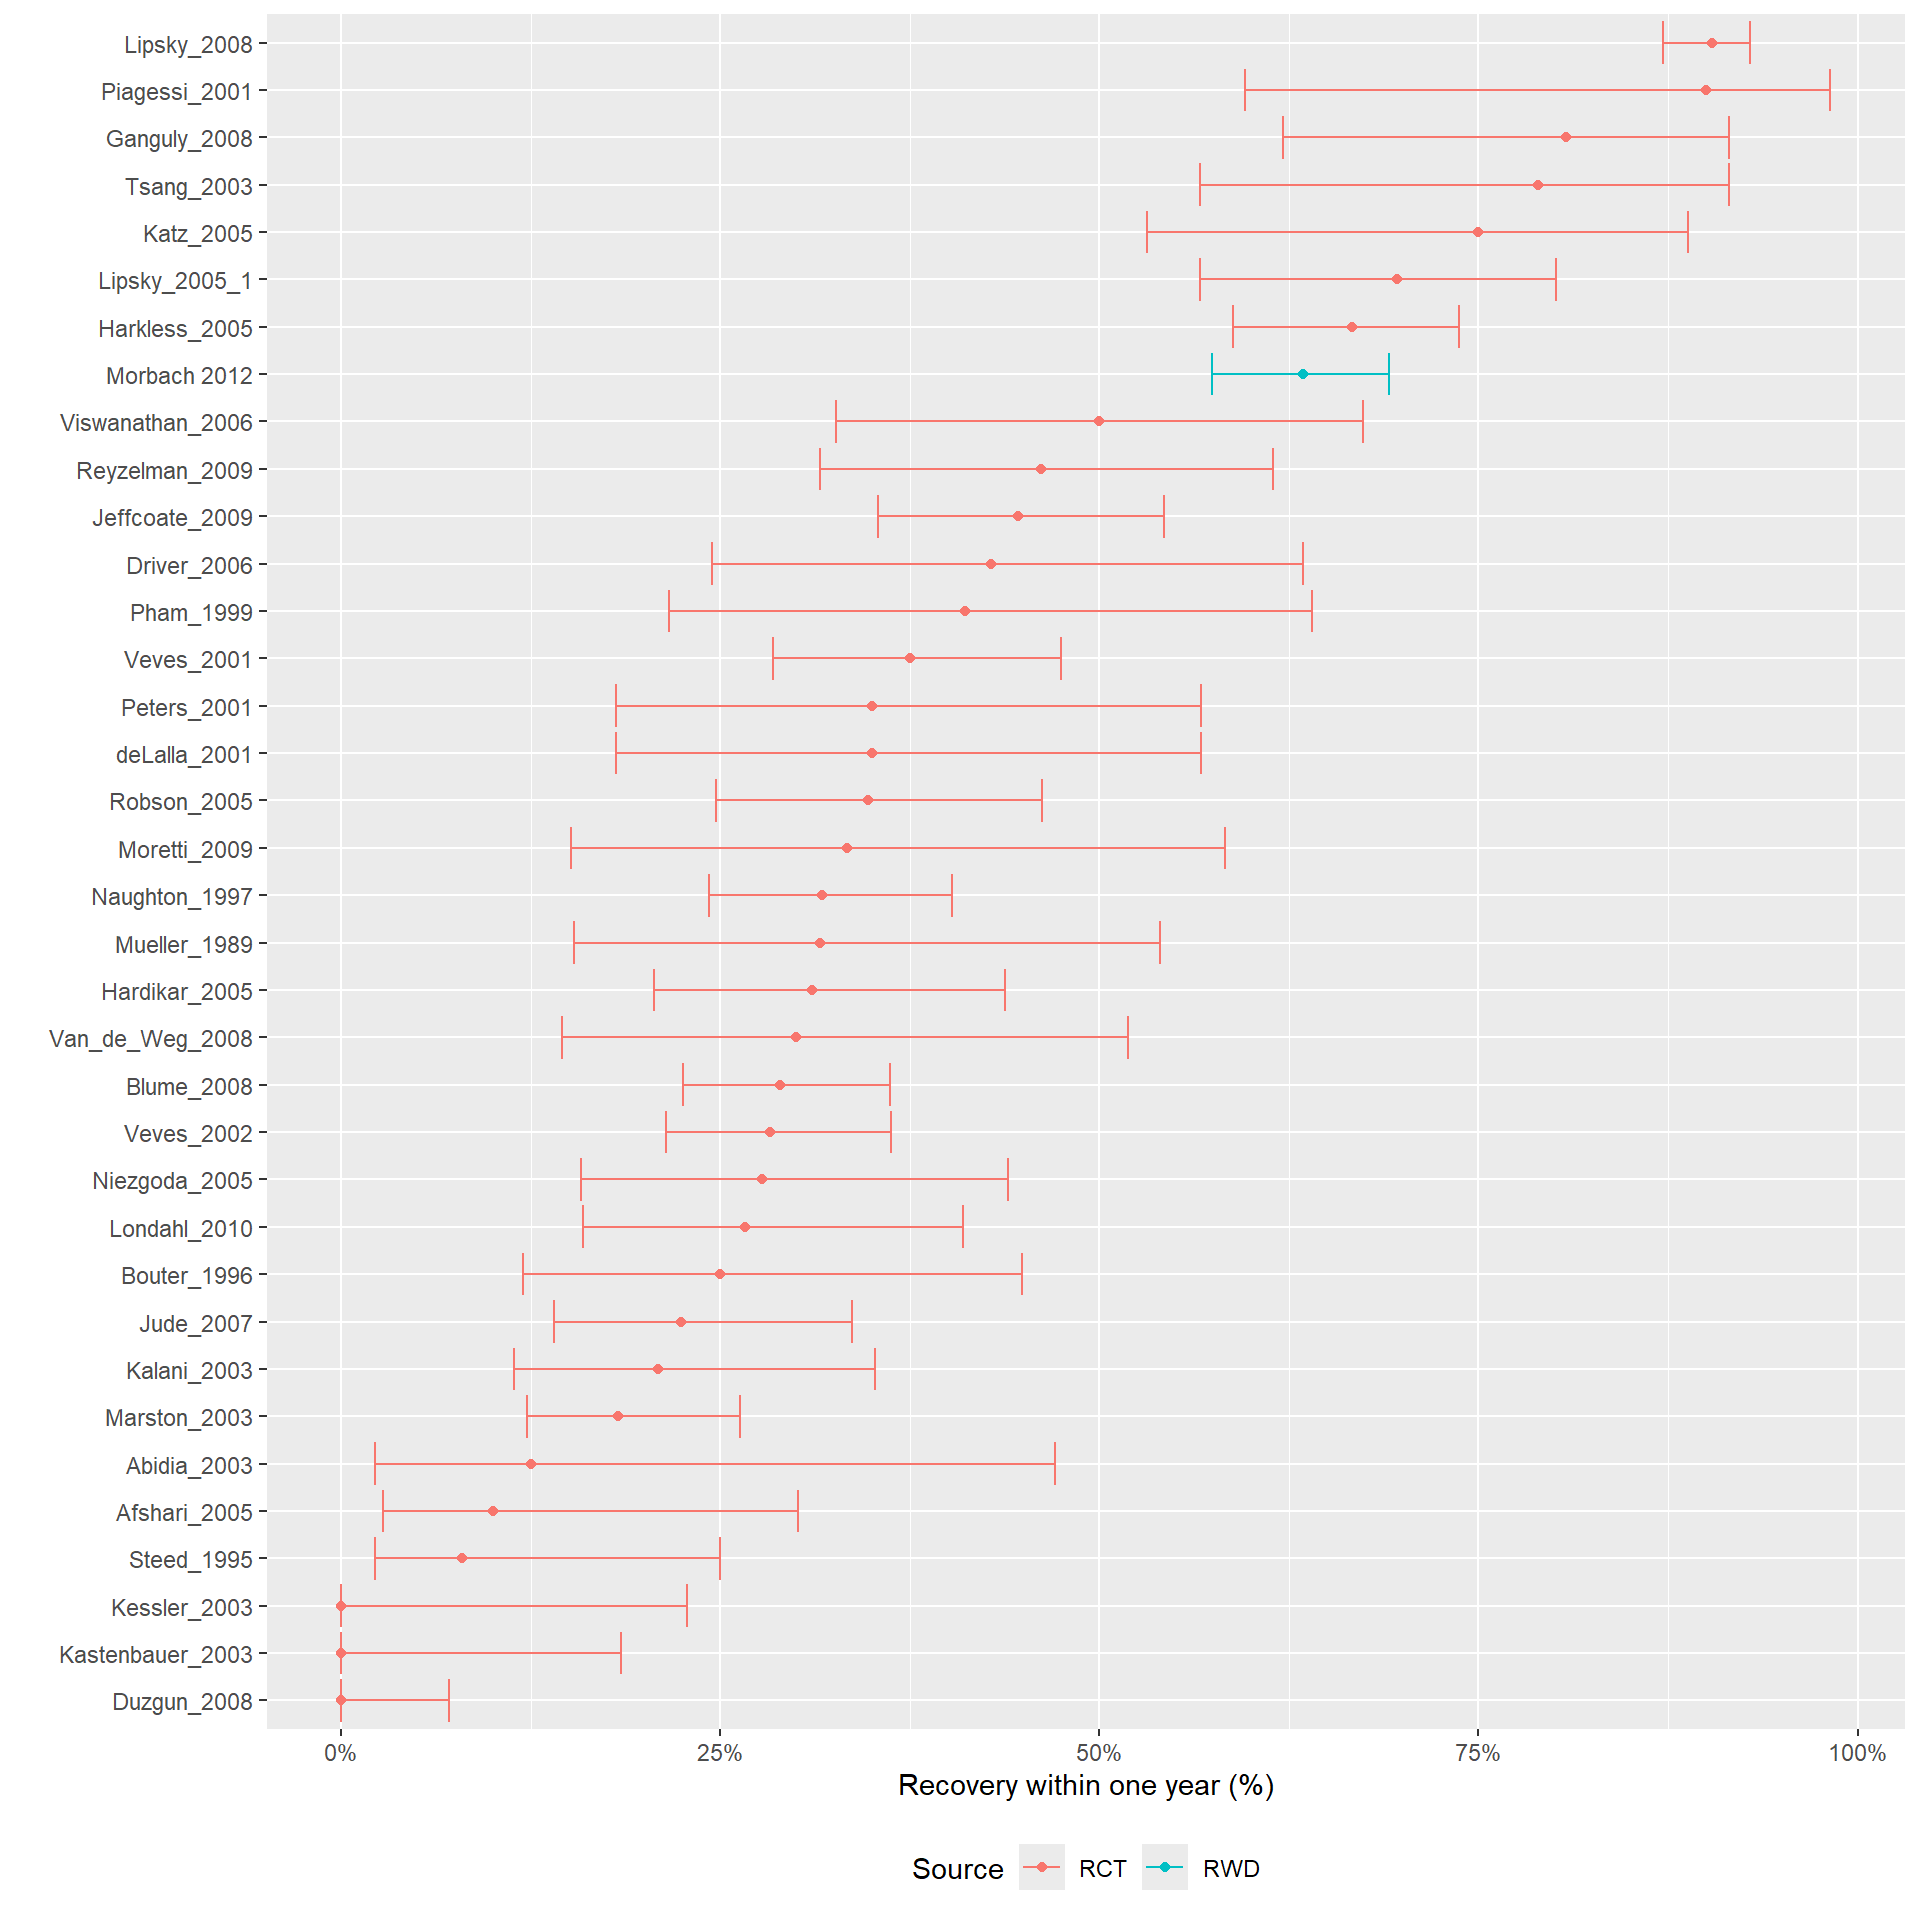 Lipsky_2008
Piagessi_2001
Ganguly_2008
Tsang_2003
Katz_2005
Lipsky_2005_1
Harkless_2005
Morbach 2012
Viswanathan_2006
Reyzelman_2009
Jeffcoate_2009
Driver_2006
Pham_1999
Veves_2001
Peters_2001
deLalla_2001
Robson_2005
Moretti_2009
Naughton_1997
Mueller_1989
Hardikar_2005
Van_de_Weg_2008
Blume_2008
Veves_2002
Niezgoda_2005
Londahl_2010
Bouter_1996
Jude_2007
Kalani_2003
Marston_2003
Abidia_2003
Afshari_2005
Steed_1995
Kessler_2003
Kastenbauer_2003
Duzgun_2008
0% 25% 50% 75% 100%
Recovery within one year (%)
Source RCT RWD